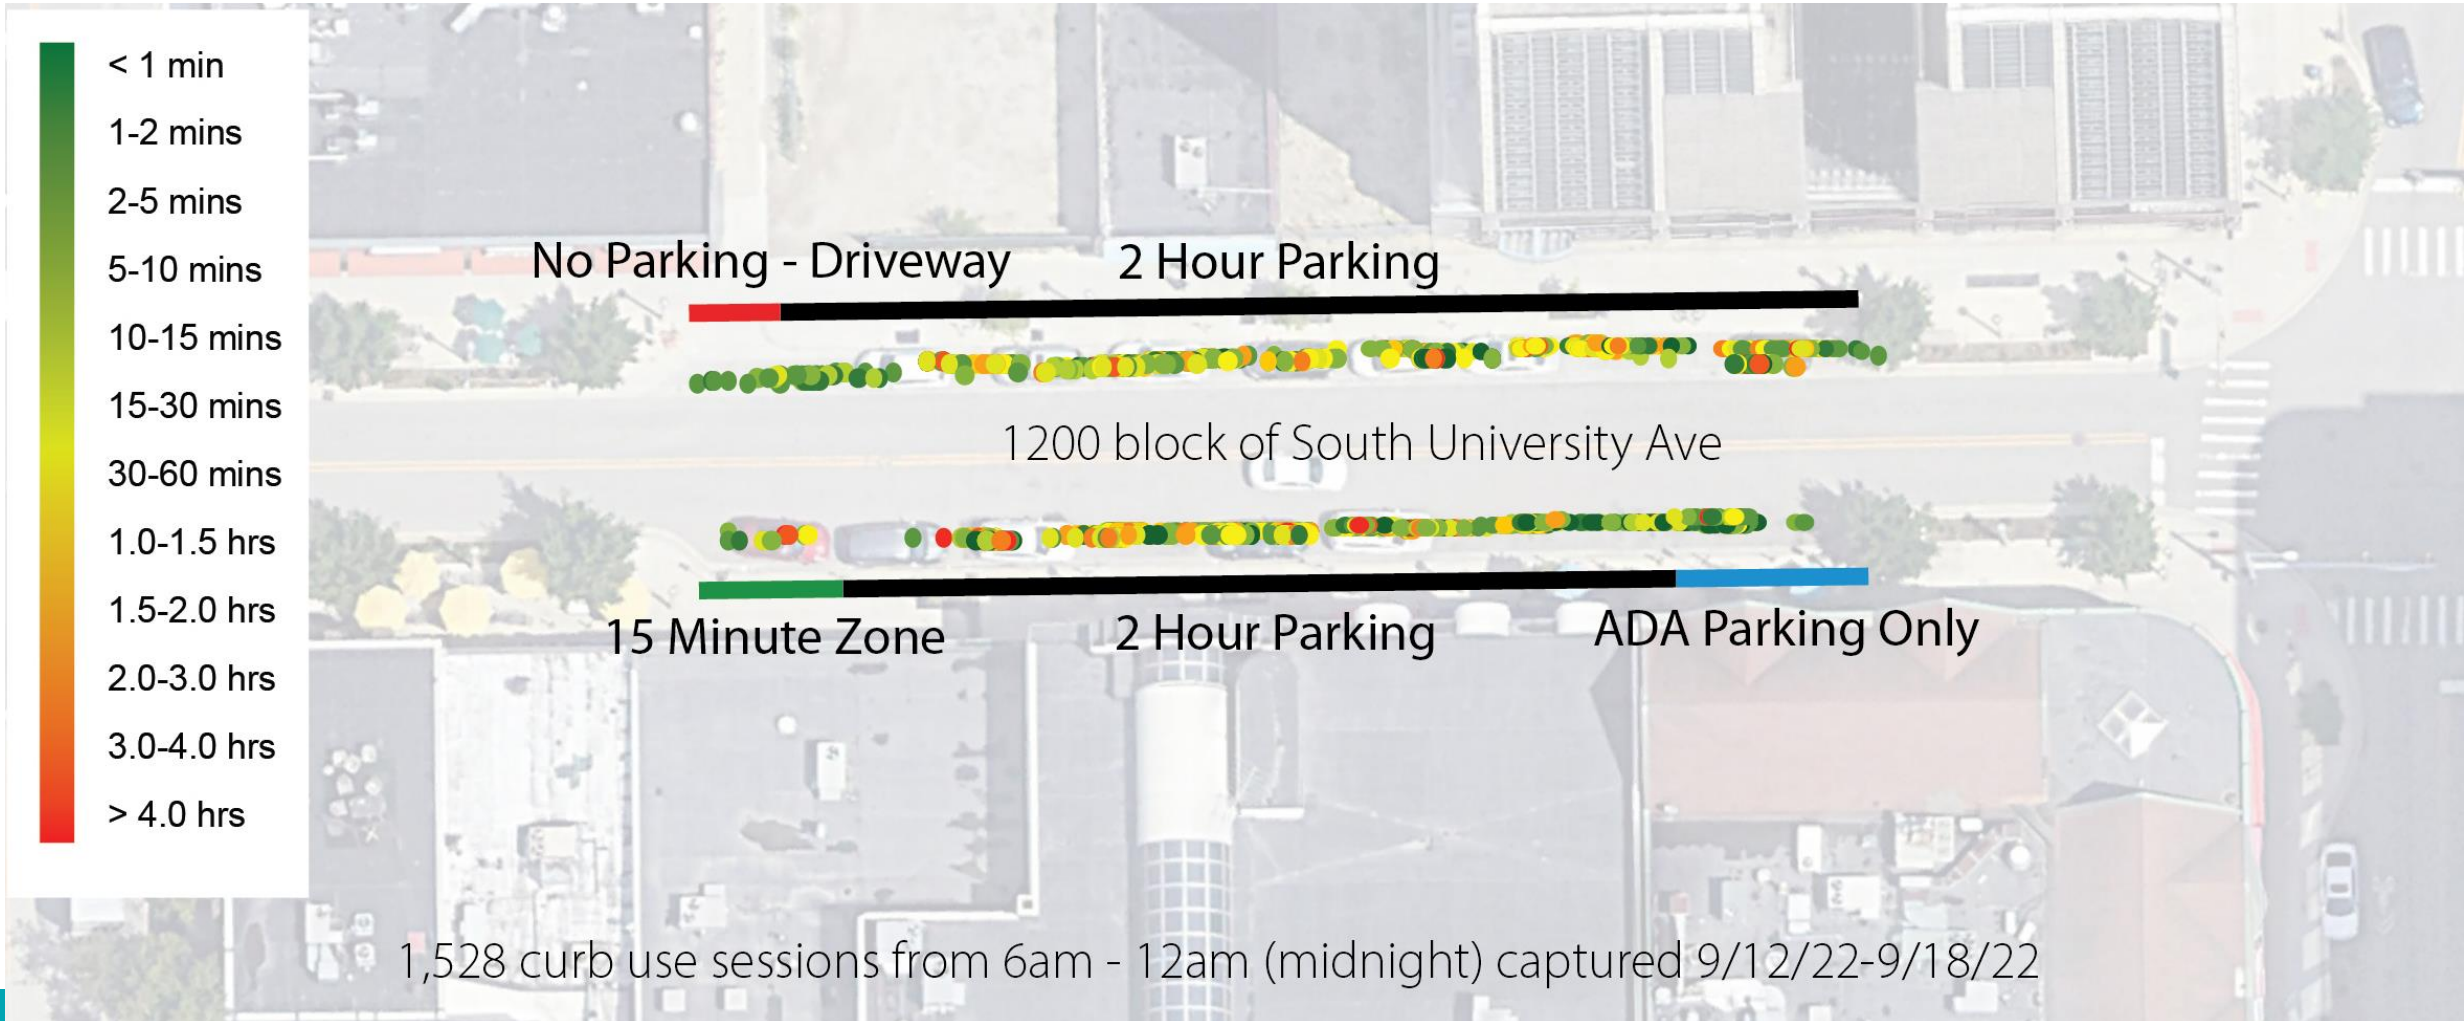 < 1 min
1-2 mins
2-5 mins
5-10 mins
10-15 mins
15-30 mins
30-60 mins
1.0-1.5 hrs
1.5-2.0 hrs
2.0-3.0 hrs
3.0-4.0 hrs
> 4.0 hrs
No Parking - Driveway
2 Hour Parking
1200 block of South University Ave
15 Minute Zone
2 Hour Parking
ADA Parking Only
1,528 curb use sessions from 6am - 12am (midnight) captured 9/12/22-9/18/22